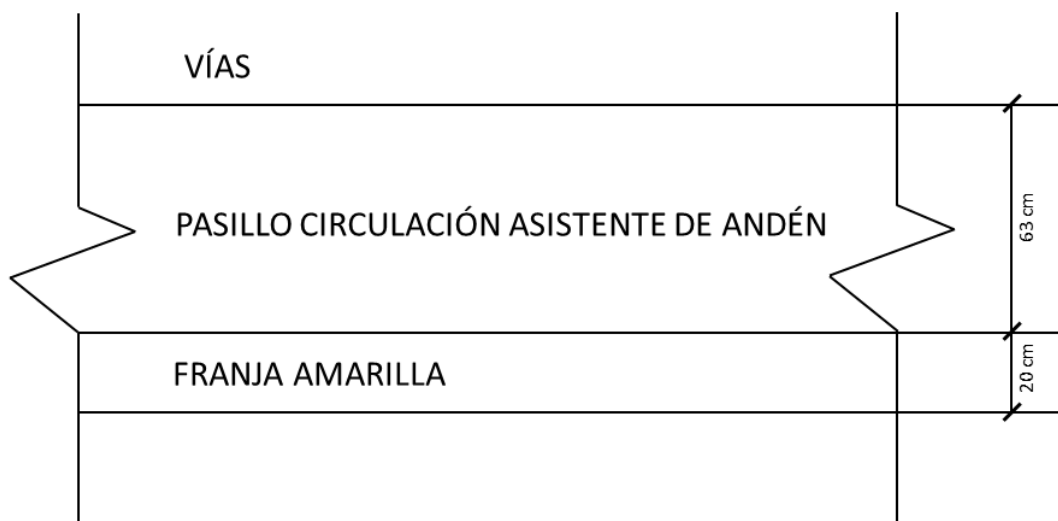 VÍAS
PASILLO CIRCULACIÓN ASISTENTE DE ANDÉN
63 cm
FRANJA AMARILLA
20 cm